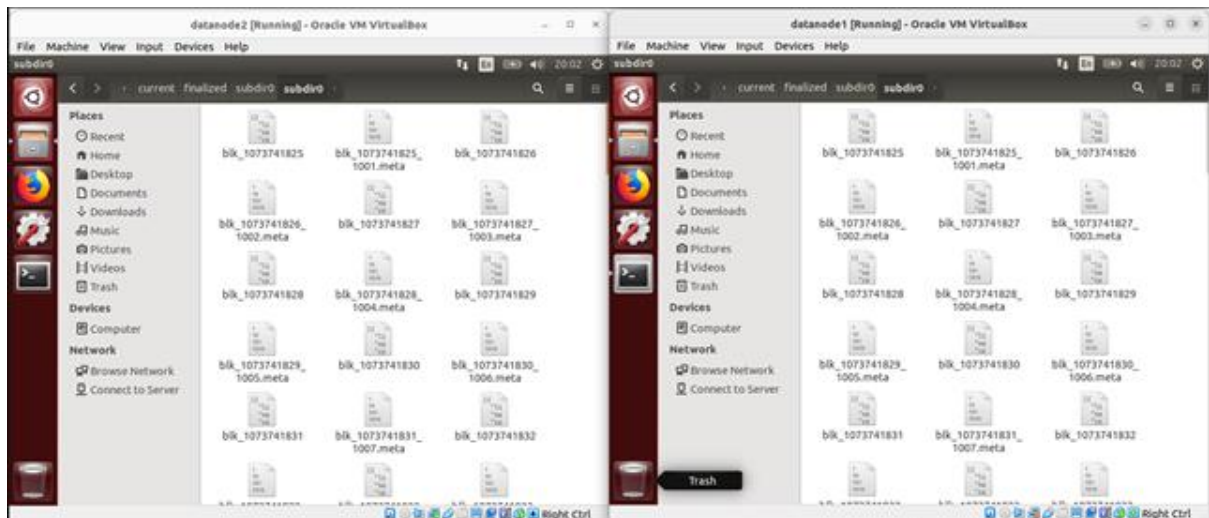 datanode2 [Running] - Oracle VM VirtualBox
File Machine View Input Devices Help
subdir0
En
20:02
current finalized subdir0 subdir0
Places
Recent
Home
Desktop
Documents
Downloads
Music
Pictures
Videos
Trash
Devices
Computer
Network
Browse Network
Connect to Server
blk_1073741825
blk_1073741825_
1001.meta
blk_1073741826
blk_1073741826_
1002.meta
blk_1073741827
blk_1073741827_
1003.meta
blk_1073741828
blk_1073741828_
1004.meta
blk_1073741829
blk_1073741829_
1005.meta
blk_1073741830
blk_1073741830_
1006.meta
blk_1073741831
blk_1073741831_
1007.meta
blk_1073741832
Right Ctrl
datanode1 [Running] - Oracle VM VirtualBox
File Machine View Input Devices Help
subdir0
En
20:02
current finalized subdir0 subdir0
Places
Recent
Home
Desktop
Documents
Downloads
Music
Pictures
Videos
Trash
Devices
Computer
Network
Browse Network
Connect to Server
blk_1073741825
blk_1073741825_
1001.meta
blk_1073741826
blk_1073741826_
1002.meta
blk_1073741827
blk_1073741827_
1003.meta
blk_1073741828
blk_1073741828_
1004.meta
blk_1073741829
blk_1073741829_
1005.meta
blk_1073741830
blk_1073741830_
1006.meta
blk_1073741831
blk_1073741831_
1007.meta
blk_1073741832
Trash
Right Ctrl